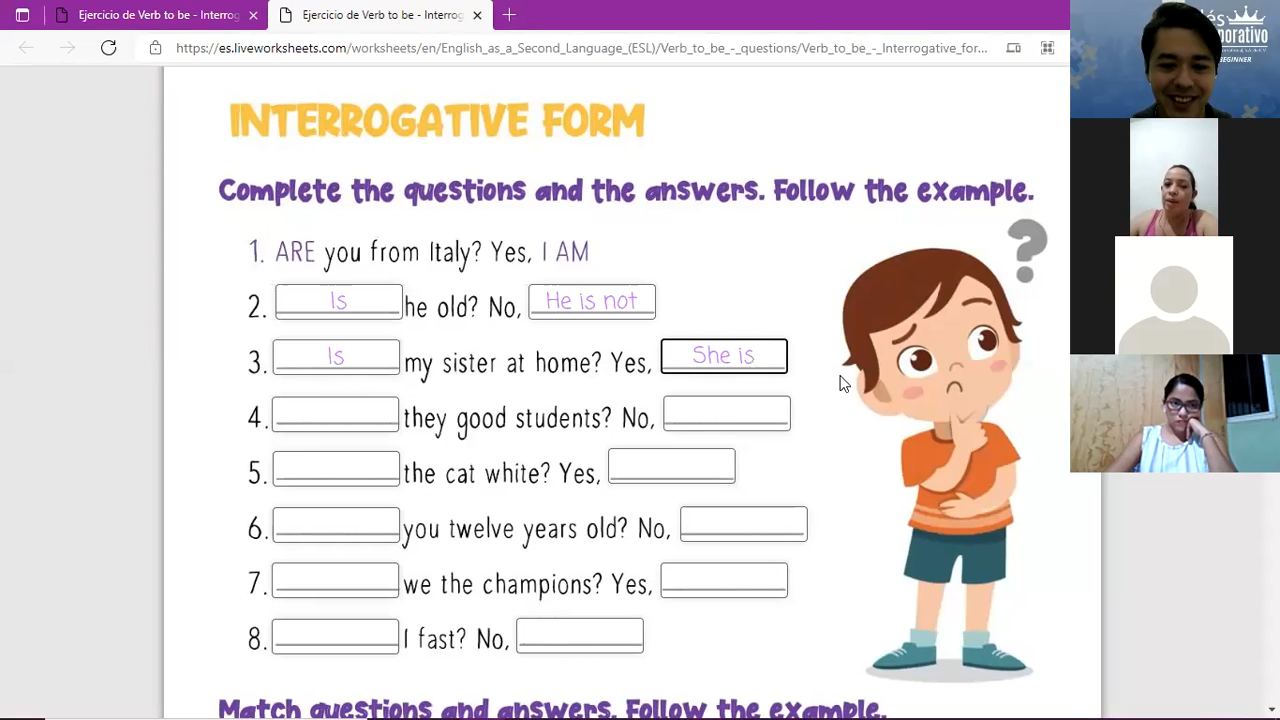 Ejercicio de Verb to be - Interrog
Ejercicio de Verb to be - Interrog
https://es.liveworksheets.com/worksheets/en/English_as_a_Second_Language_(ESL)/Verb_to_be_-_questions/Verb_to_be_-_Interrogative_for...
lés
rporativo
BEGINNER
INTERROGATIVE FORM
Complete the questions and the answers. Follow the example.
1. ARE you from Italy? Yes, I AM
2. Is he old? No, He is not
3. Is my sister at home? Yes, She is
4. they good students? No,
5. the cat white? Yes,
6. you twelve years old? No,
7. we the champions? Yes,
8. I fast? No,
?
Match questions and answers. Follow the example.